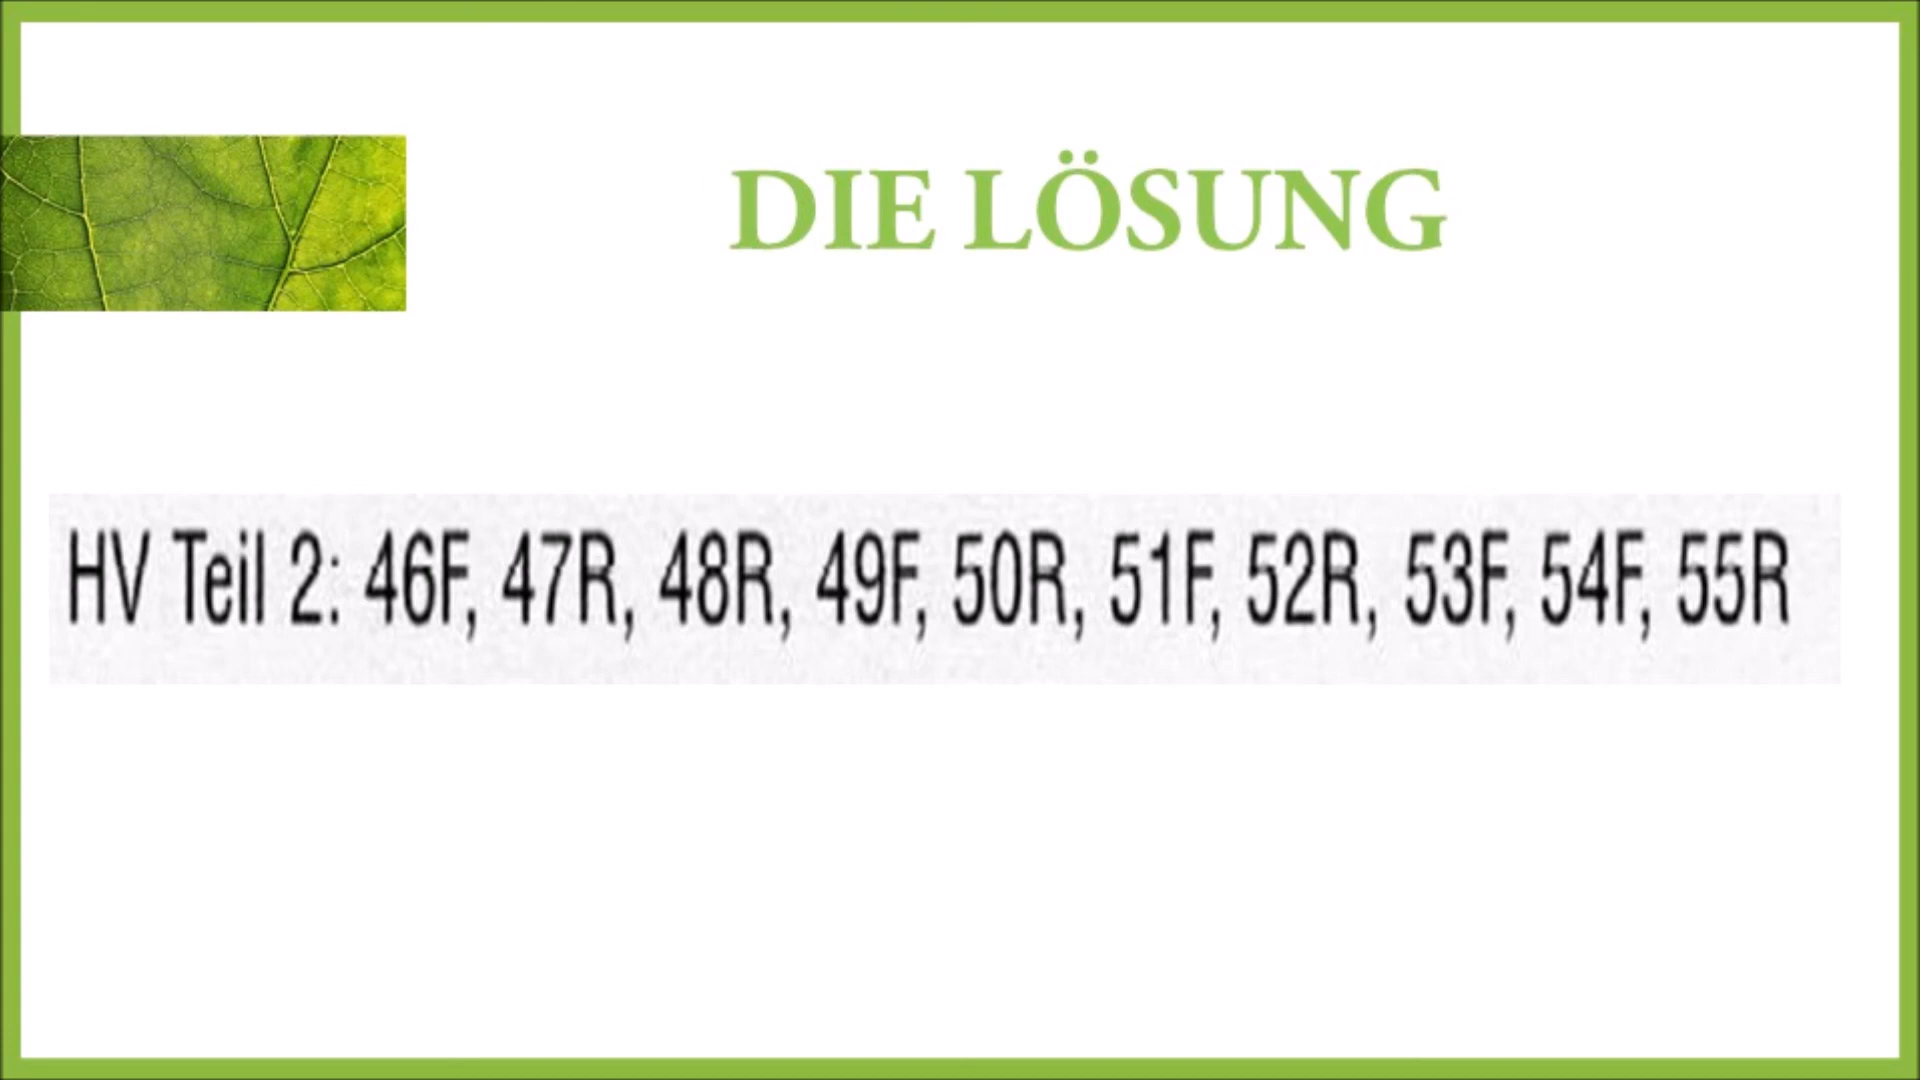 DIE LÖSUNG
HV Teil 2: 46F, 47R, 48R, 49F, 50R, 51F, 52R, 53F, 54F, 55R